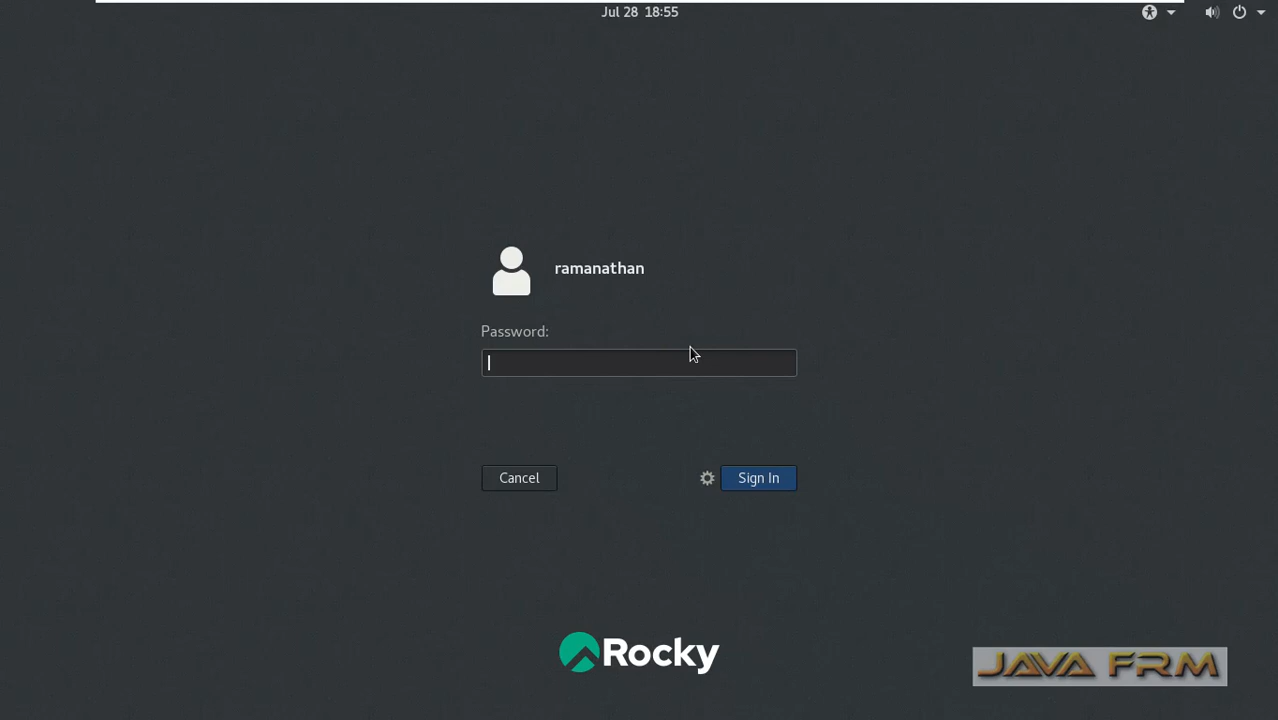 Jul 28 18:55
ramanathan
Password:
Cancel
Sign In
Rocky
JAVA FRM